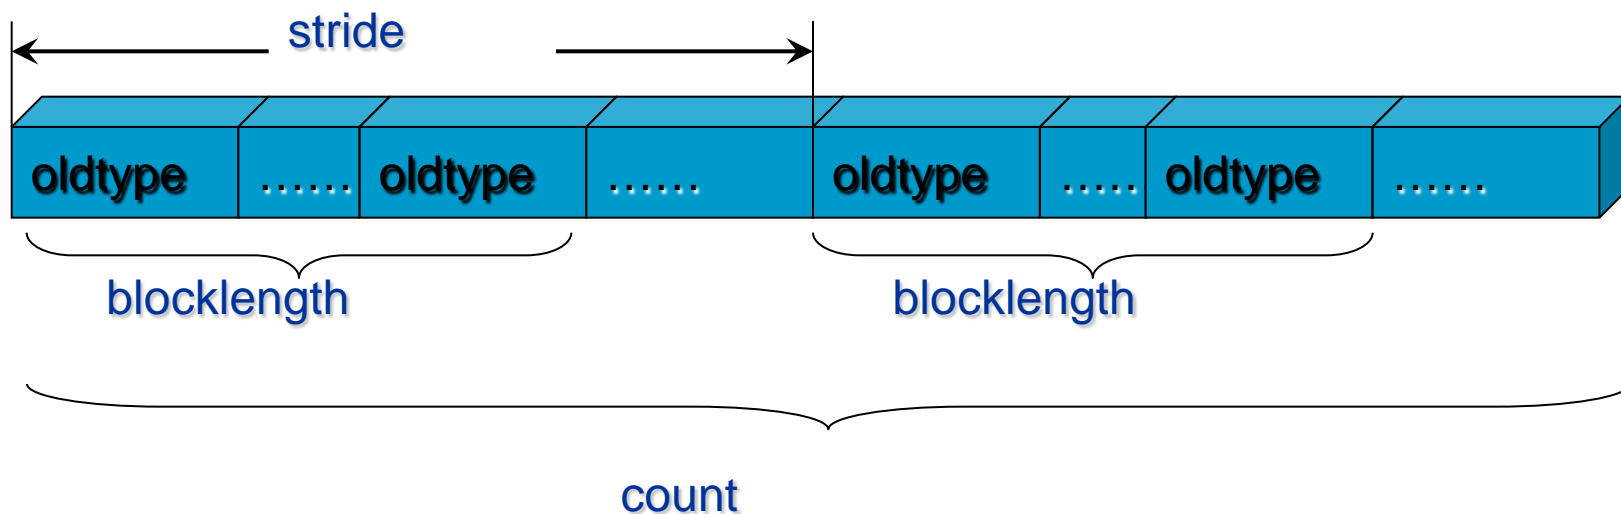 stride
oldtype ...... oldtype ...... oldtype ..... oldtype ......
blocklength blocklength
count